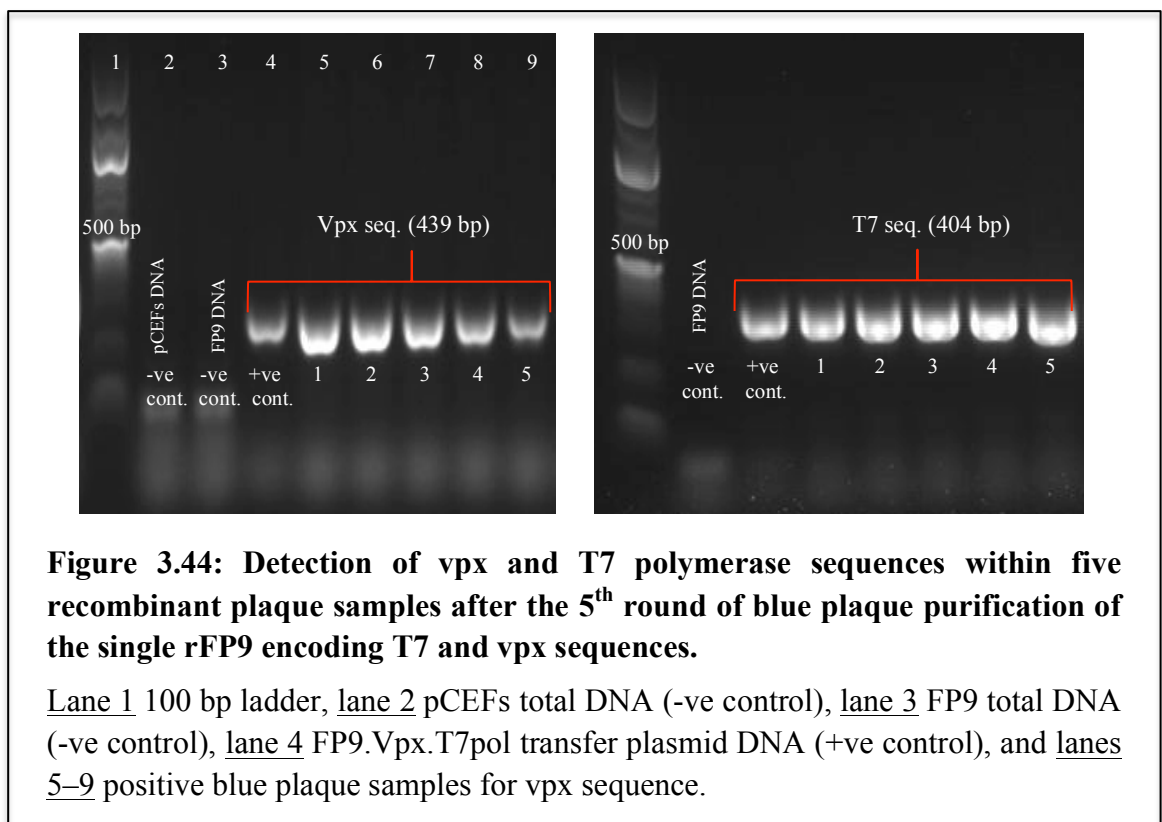 1 2 3 4 5 6 7 8 9
500 bp
Vpx seq. (439 bp)
pCEFs DNA
FP9 DNA
-ve cont.
-ve cont.
+ve cont.
1 2 3 4 5
500 bp
T7 seq. (404 bp)
FP9 DNA
-ve cont.
+ve cont.
1 2 3 4 5
Figure 3.44: Detection of vpx and T7 polymerase sequences within five
recombinant plaque samples after the 5th round of blue plaque purification of
the single rFP9 encoding T7 and vpx sequences.
Lane 1 100 bp ladder, lane 2 pCEFs total DNA (-ve control), lane 3 FP9 total DNA
(-ve control), lane 4 FP9.Vpx.T7pol transfer plasmid DNA (+ve control), and lanes
5–9 positive blue plaque samples for vpx sequence.